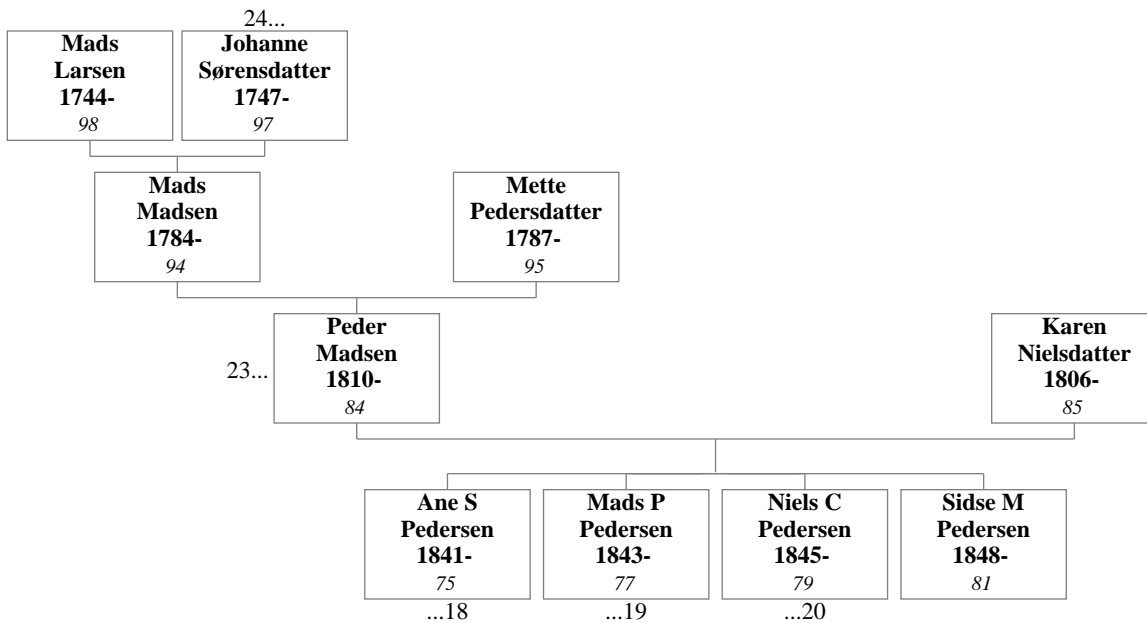 24...
Mads
Larsen
1744-
98
Johanne
Sørensdatter
1747-
97
Mads
Madsen
1784-
94
Mette
Pedersdatter
1787-
95
23...
Peder
Madsen
1810-
84
Karen
Nielsdatter
1806-
85
Ane S
Pedersen
1841-
75
...18
Mads P
Pedersen
1843-
77
...19
Niels C
Pedersen
1845-
79
...20
Sidse M
Pedersen
1848-
81